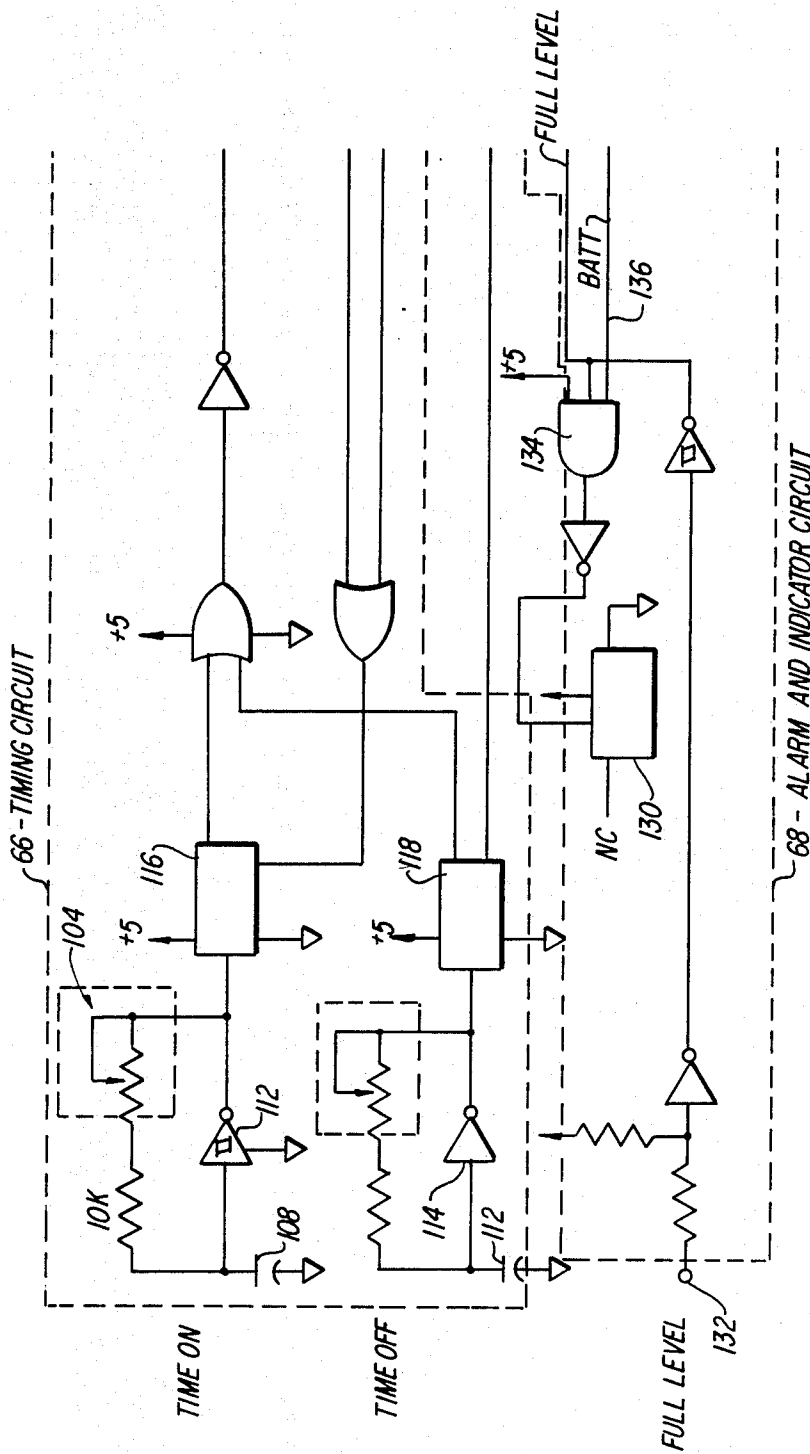 66 - TIMING CIRCUIT
TIME ON
104
10K
+5
116
+5
112
108
TIME OFF
+5
118
114
112
FULL LEVEL
BATT
136
+5
134
NC
130
FULL LEVEL
132
68 - ALARM AND INDICATOR CIRCUIT